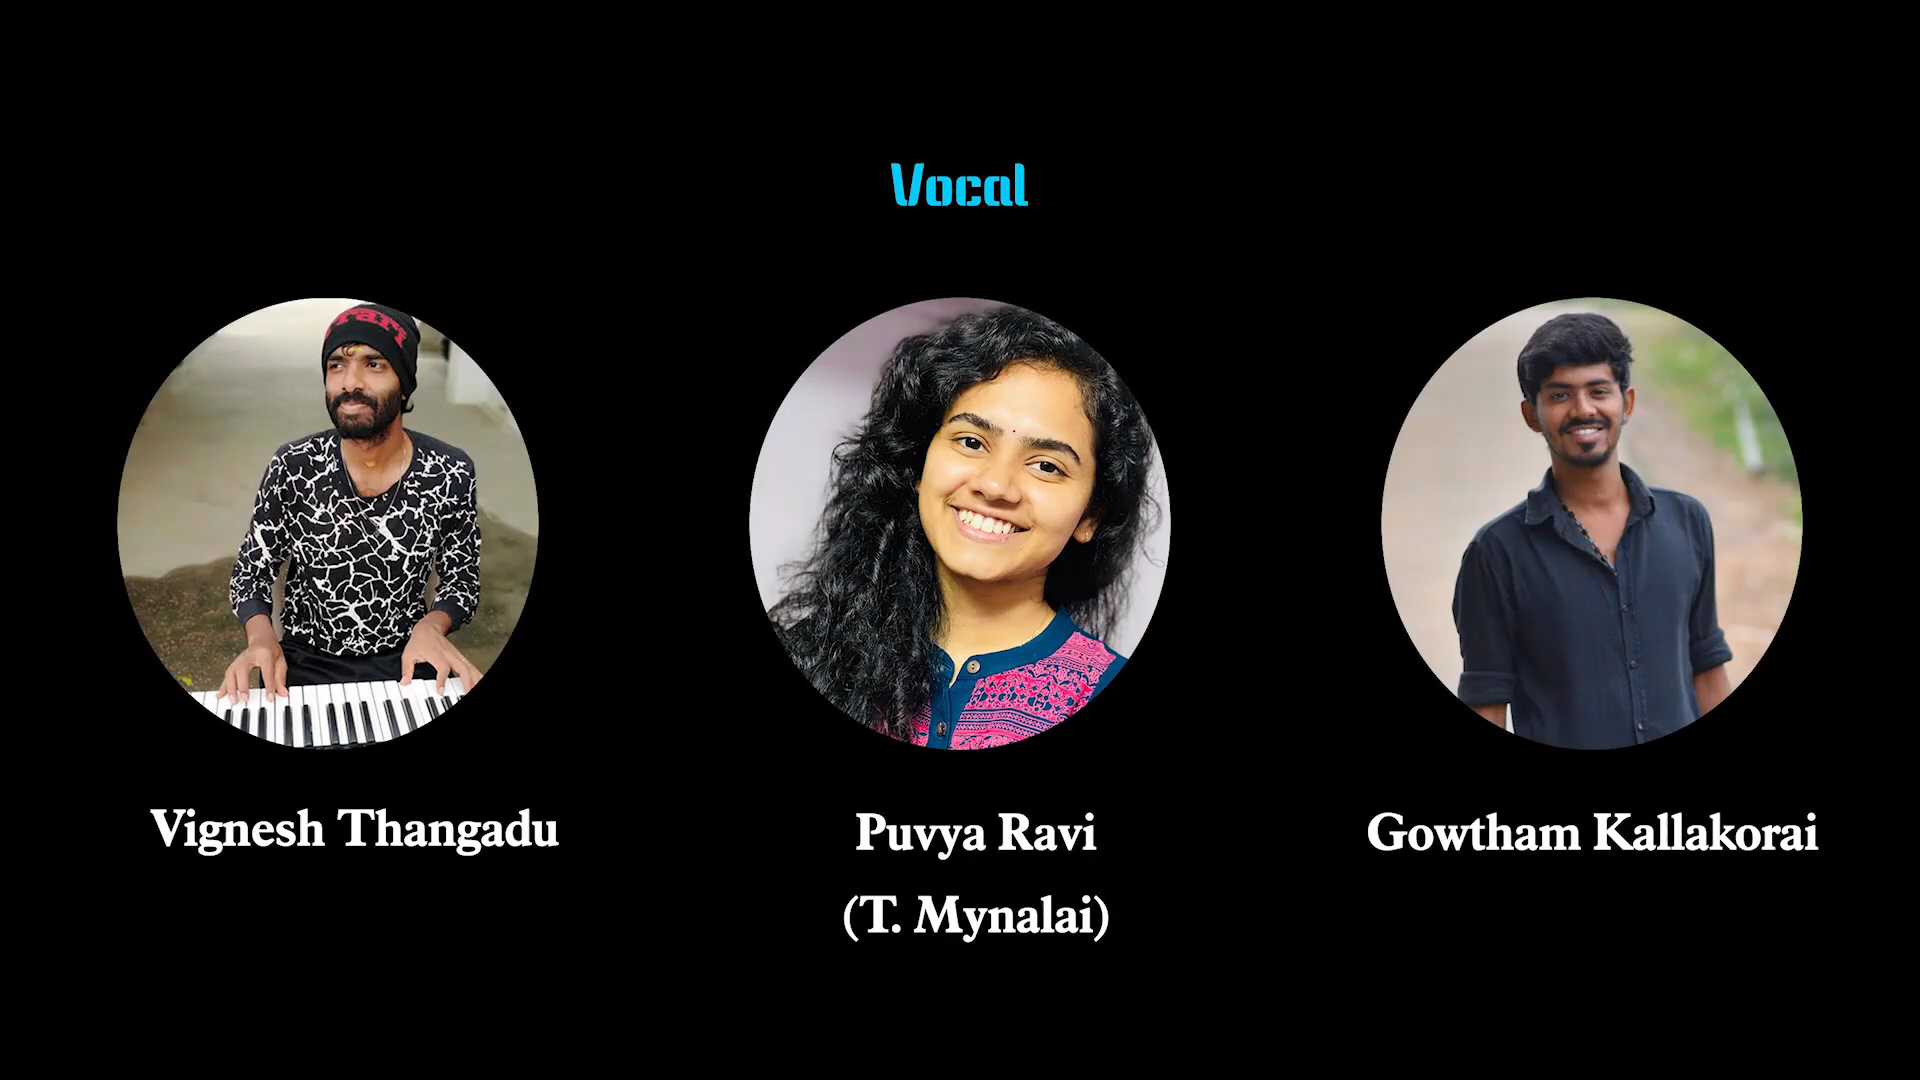 Vocal
Vignesh Thangadu
Puvya Ravi
(T. Mynalai)
Gowtham Kallakorai